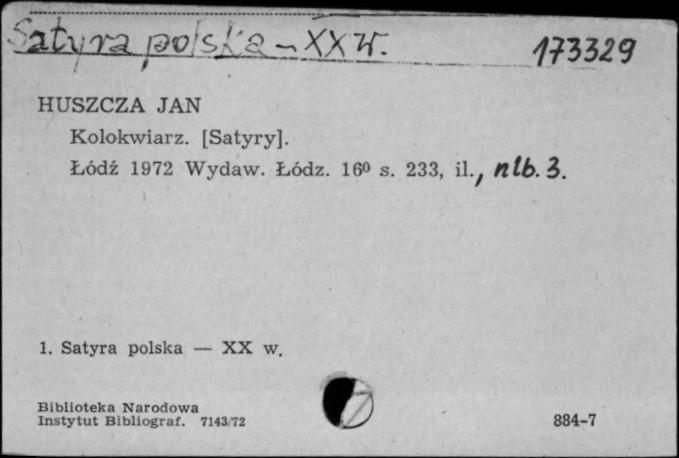 Satyra polska - XX w. 173329
HUSZCZA JAN
Kolokwiarz. [Satyry].
Łódź 1972 Wydaw. Łódz. 16⁰ s. 233, il., nlb. 3.
1. Satyra polska — XX w.
Biblioteka Narodowa
Instytut Bibliograf. 7143/72 884-7